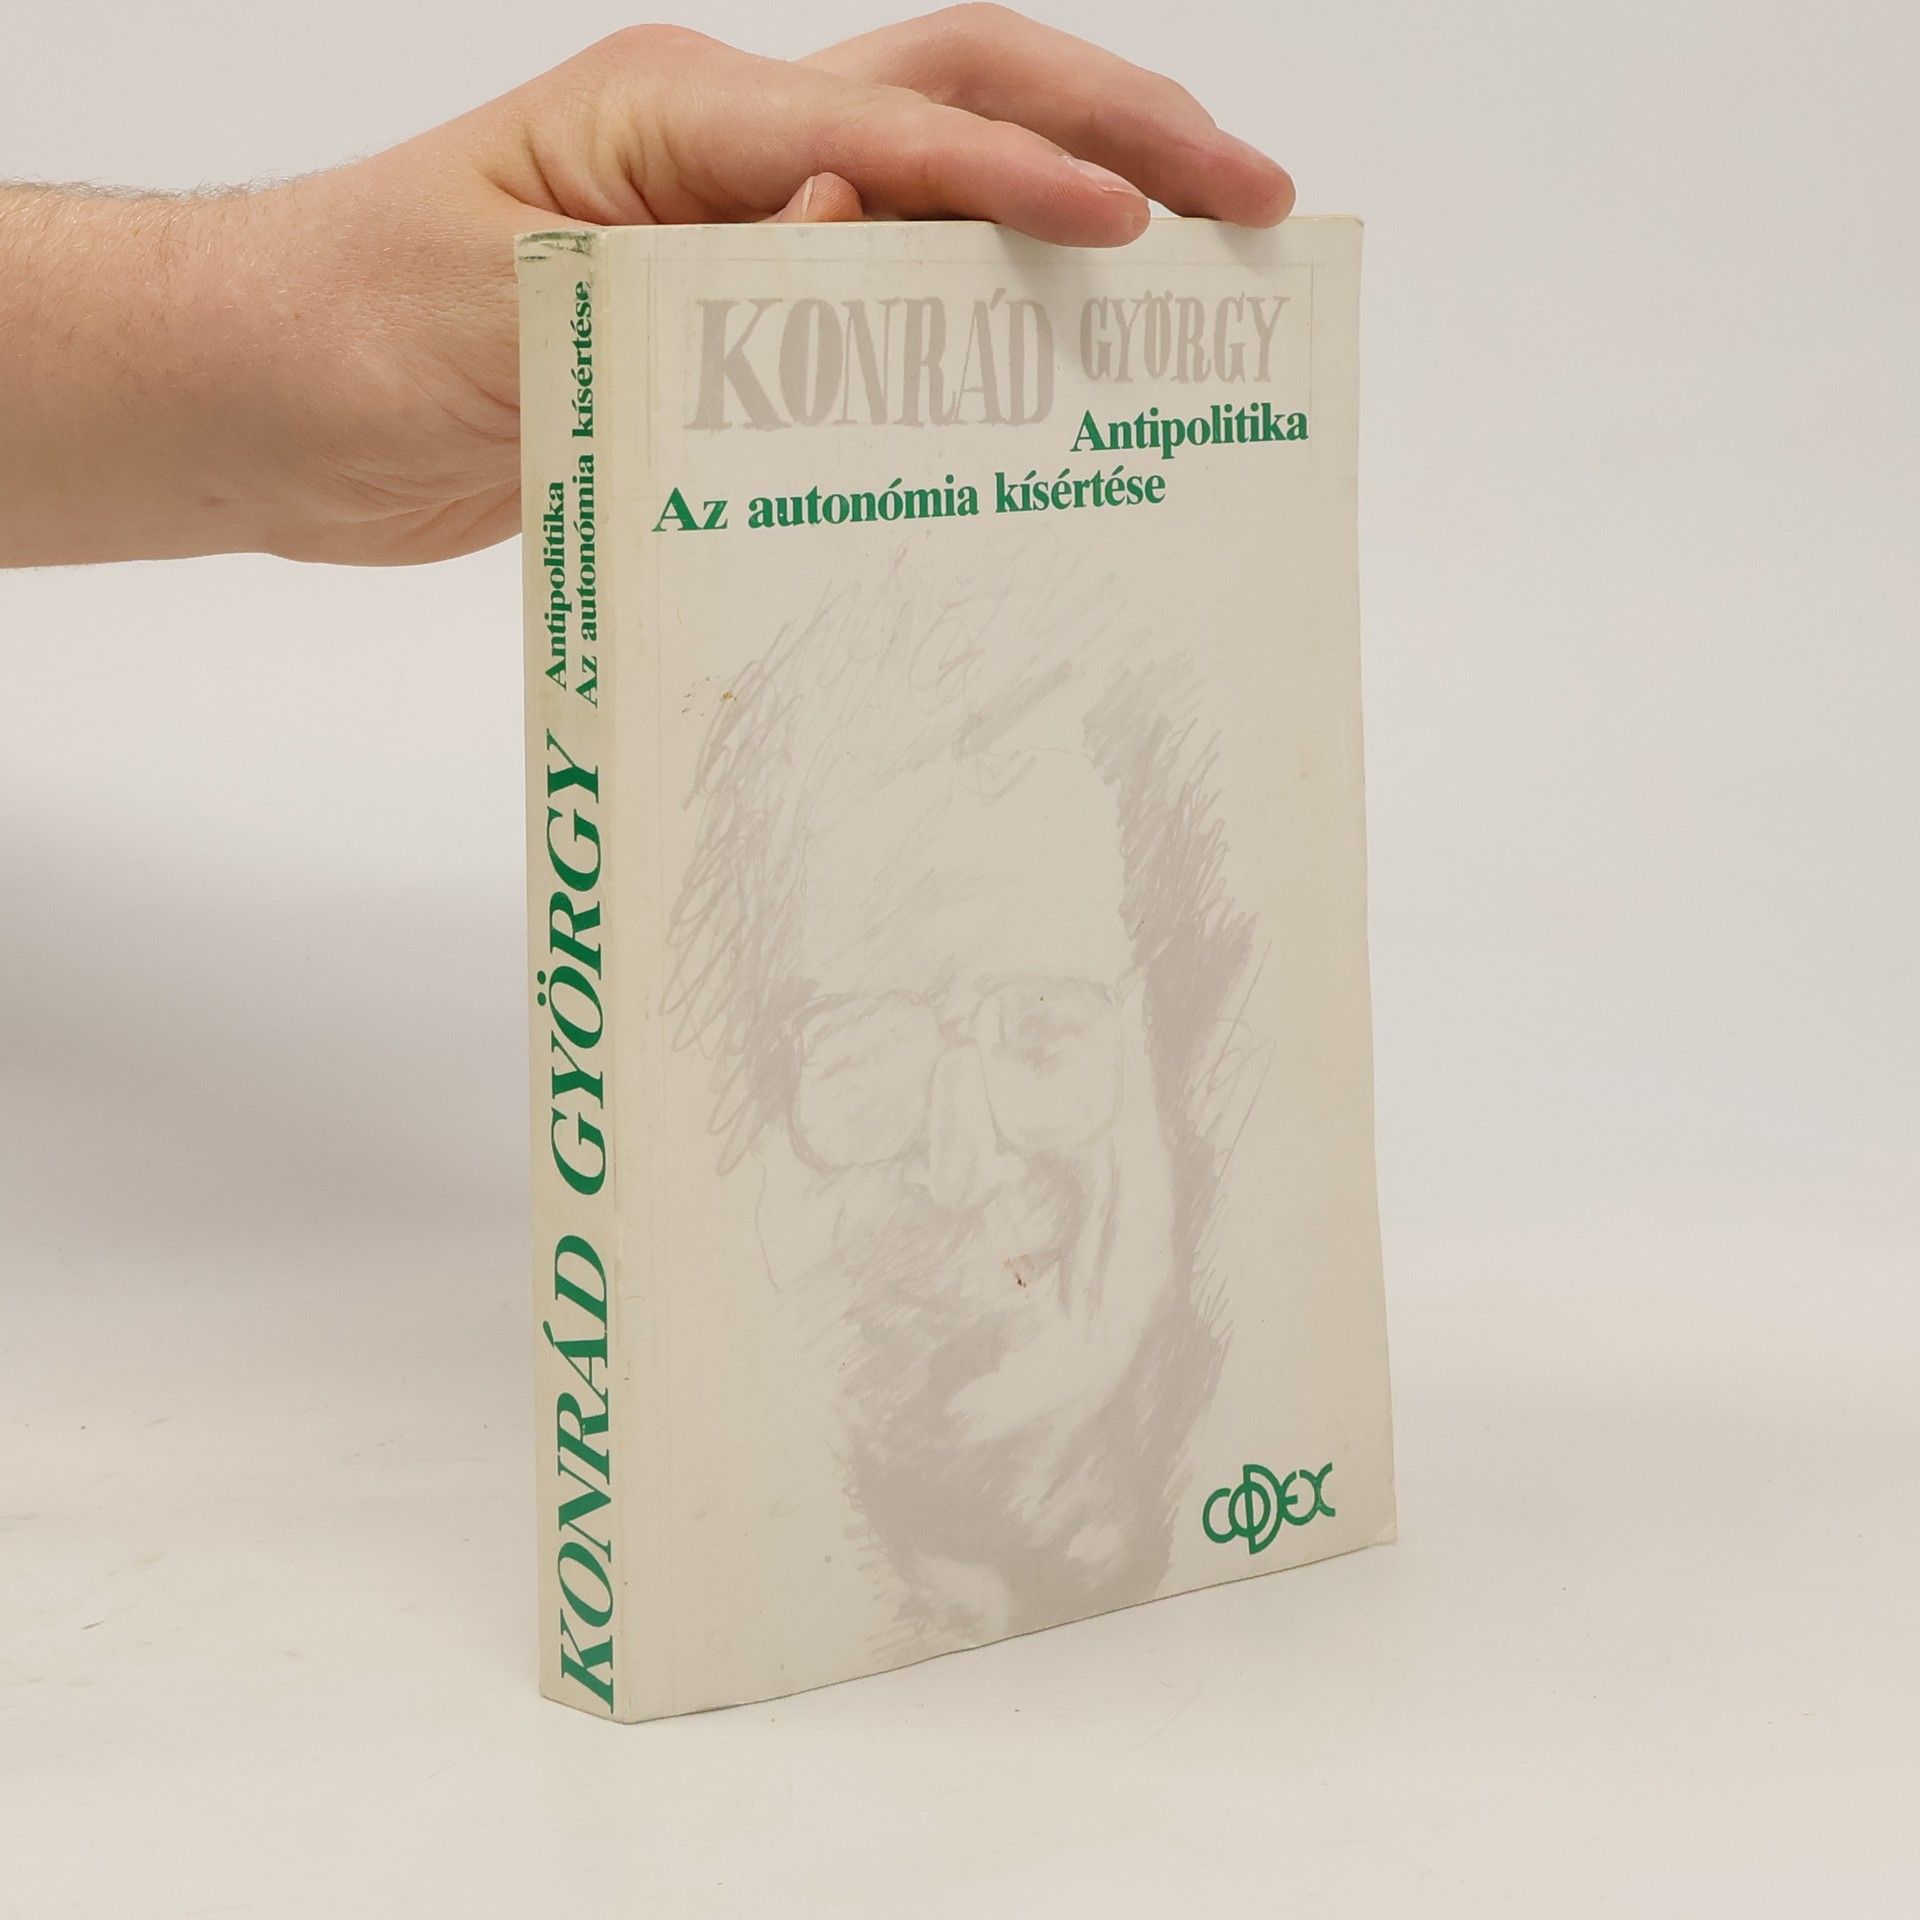 KONRÁD GYÖRGY
Antipolitika
Az autonómia kísértése
CODEX
KONRÁD GYÖRGY
Antipolitika
Az autonómia kísértése